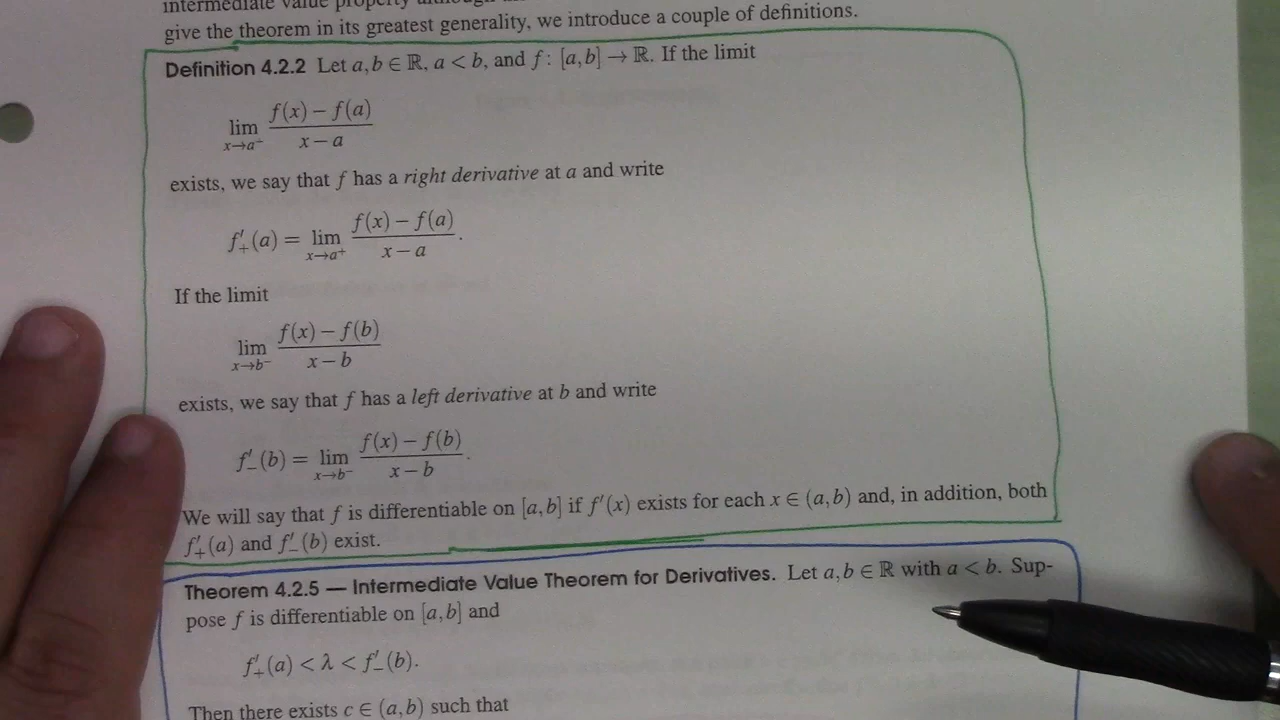 intermediate value property although
give the theorem in its greatest generality, we introduce a couple of definitions.
Definition 4.2.2 Let a, b ∈ ℝ, a < b, and f : [a, b] → ℝ. If the limit
lim_{x→a⁺} (f(x) − f(a))/(x − a)
exists, we say that f has a right derivative at a and write
f′₊(a) = lim_{x→a⁺} (f(x) − f(a))/(x − a).
If the limit
lim_{x→b⁻} (f(x) − f(b))/(x − b)
exists, we say that f has a left derivative at b and write
f′₋(b) = lim_{x→b⁻} (f(x) − f(b))/(x − b).
We will say that f is differentiable on [a, b] if f′(x) exists for each x ∈ (a, b) and, in addition, both
f′₊(a) and f′₋(b) exist.
Theorem 4.2.5 — Intermediate Value Theorem for Derivatives. Let a, b ∈ ℝ with a < b. Sup-
pose f is differentiable on [a, b] and
f′₊(a) < λ < f′₋(b).
Then there exists c ∈ (a, b) such that